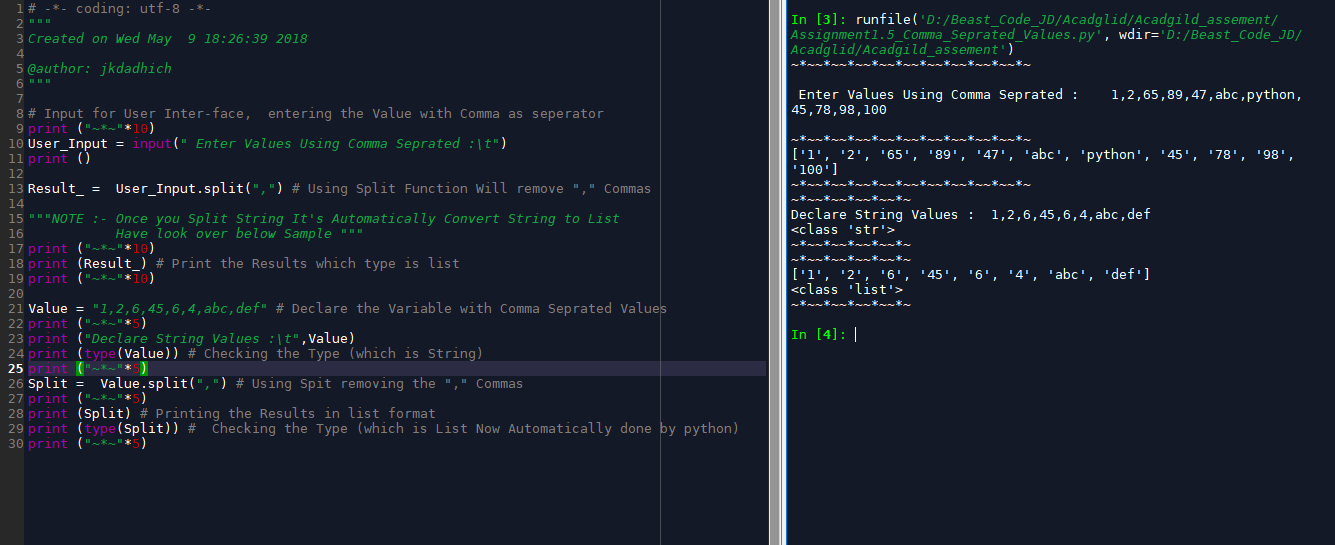 1 # -*- coding: utf-8 -*-
2 """
3 Created on Wed May  9 18:26:39 2018
4
5 @author: jkdadhich
6 """
7
8 # Input for User Inter-face,  entering the Value with Comma as seperator
9 print ("~*~"*10)
10 User_Input = input(" Enter Values Using Comma Seprated :\t")
11 print ()
12
13 Result_ =  User_Input.split(",") # Using Split Function Will remove "," Commas
14
15 """NOTE :- Once you Split String It's Automatically Convert String to List
16            Have look over below Sample """
17 print ("~*~"*10)
18 print (Result_) # Print the Results which type is list
19 print ("~*~"*10)
20
21 Value = "1,2,6,45,6,4,abc,def" # Declare the Variable with Comma Seprated Values
22 print ("~*~"*5)
23 print ("Declare String Values :\t",Value)
24 print (type(Value)) # Checking the Type (which is String)
25 print ("~*~"*5)
26 Split =  Value.split(",") # Using Spit removing the "," Commas
27 print ("~*~"*5)
28 print (Split) # Printing the Results in list format
29 print (type(Split)) #  Checking the Type (which is List Now Automatically done by python)
30 print ("~*~"*5)
In [3]: runfile('D:/Beast_Code_JD/Acadglid/Acadgild_assement/
Assignment1.5_Comma_Seprated_Values.py', wdir='D:/Beast_Code_JD/
Acadglid/Acadgild_assement')
~*~~*~~*~~*~~*~~*~~*~~*~~*~~*~
 Enter Values Using Comma Seprated :    1,2,65,89,47,abc,python,
45,78,98,100
~*~~*~~*~~*~~*~~*~~*~~*~~*~~*~
['1', '2', '65', '89', '47', 'abc', 'python', '45', '78', '98',
'100']
~*~~*~~*~~*~~*~~*~~*~~*~~*~~*~
~*~~*~~*~~*~~*~
Declare String Values :  1,2,6,45,6,4,abc,def
<class 'str'>
~*~~*~~*~~*~~*~
~*~~*~~*~~*~~*~
['1', '2', '6', '45', '6', '4', 'abc', 'def']
<class 'list'>
~*~~*~~*~~*~~*~
In [4]: